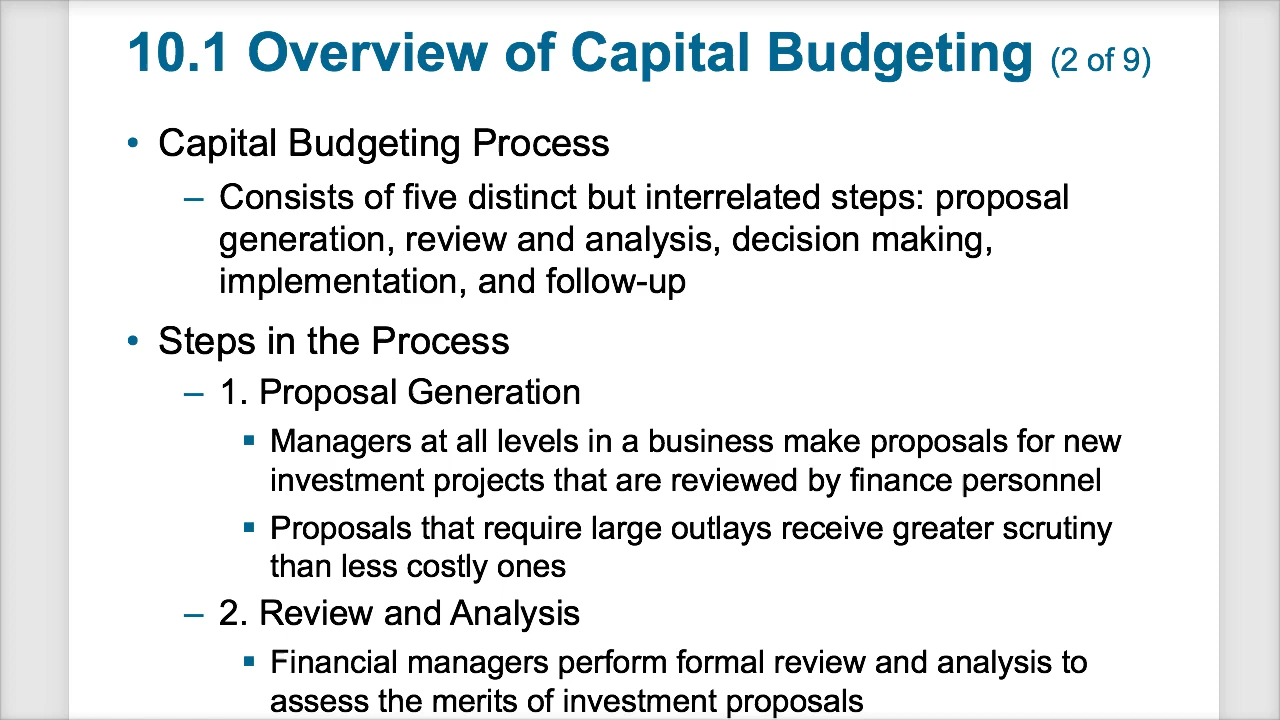 10.1 Overview of Capital Budgeting (2 of 9)
• Capital Budgeting Process
– Consists of five distinct but interrelated steps: proposal
generation, review and analysis, decision making,
implementation, and follow-up
• Steps in the Process
– 1. Proposal Generation
▪ Managers at all levels in a business make proposals for new
investment projects that are reviewed by finance personnel
▪ Proposals that require large outlays receive greater scrutiny
than less costly ones
– 2. Review and Analysis
▪ Financial managers perform formal review and analysis to
assess the merits of investment proposals